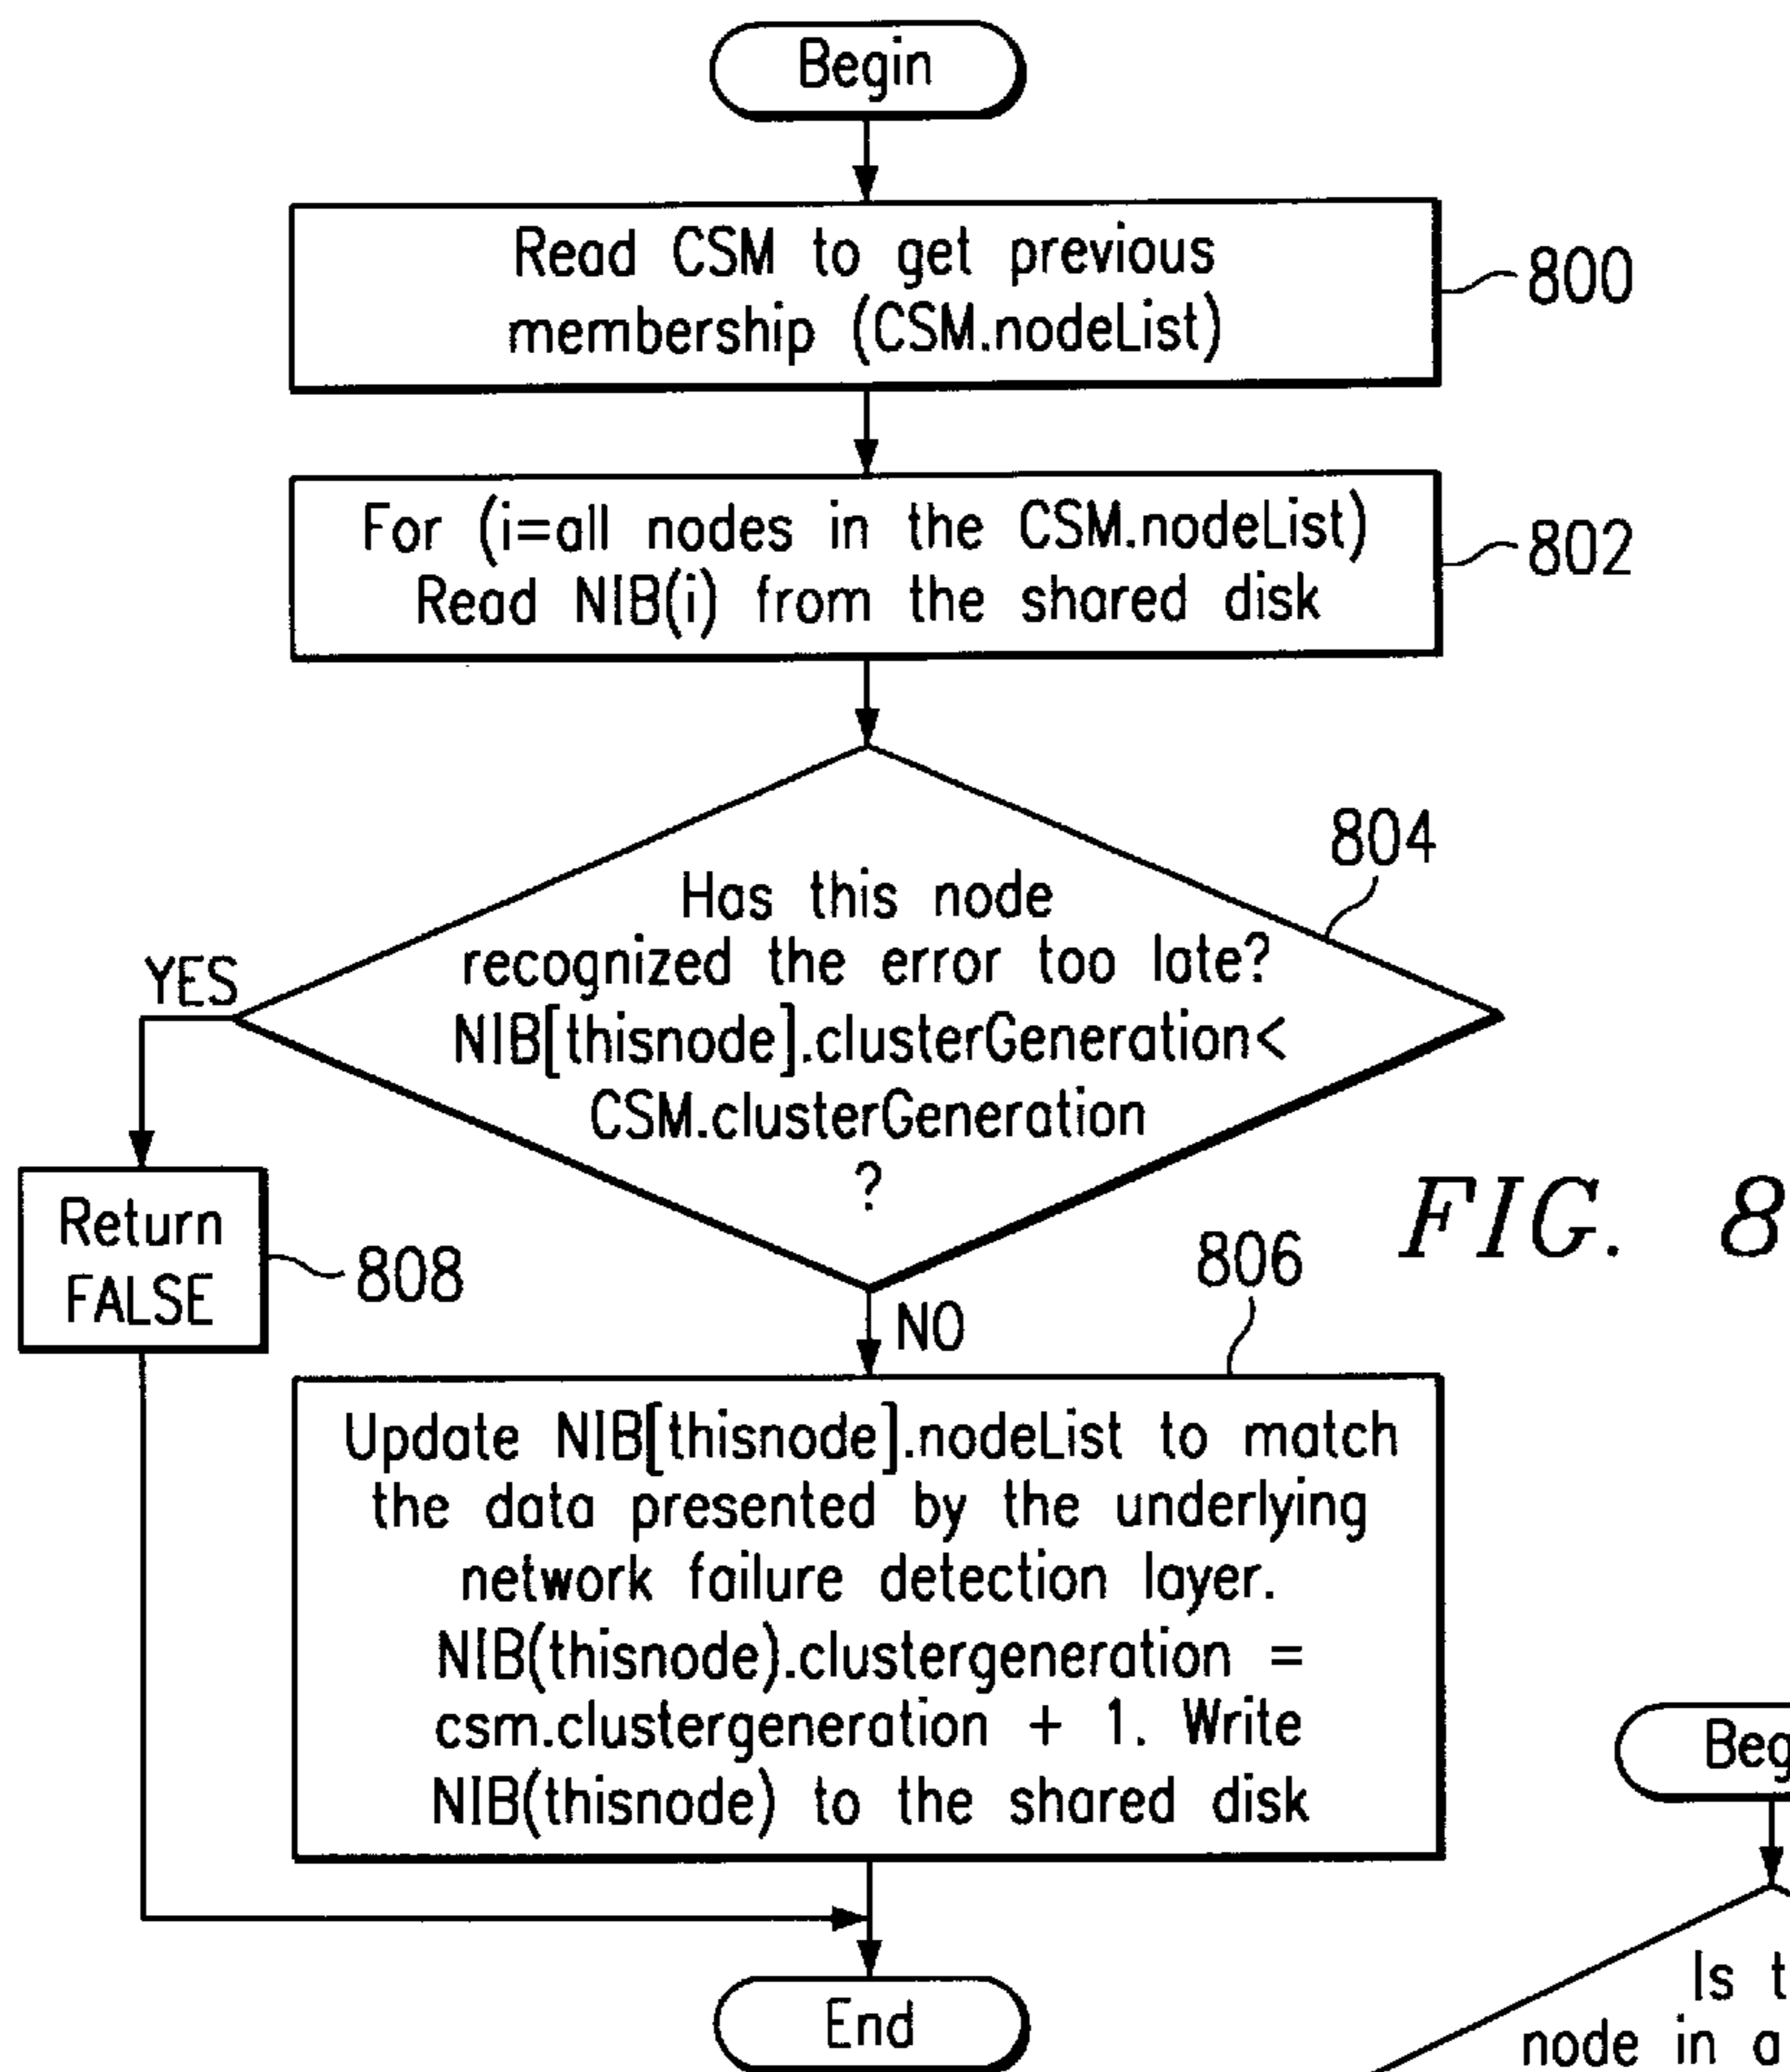 Begin
Read CSM to get previous
membership (CSM.nodeList)
800
For (i=all nodes in the CSM.nodeList)
Read NIB(i) from the shared disk
802
804
Has this node
recognized the error too late?
NIB[thisnode].clusterGeneration<
CSM.clusterGeneration
?
YES
Return
FALSE
808
NO
806
FIG. 8
Update NIB[thisnode].nodeList to match
the data presented by the underlying
network failure detection layer.
NIB(thisnode).clustergeneration =
csm.clustergeneration + 1. Write
NIB(thisnode) to the shared disk
End
Is
node in a